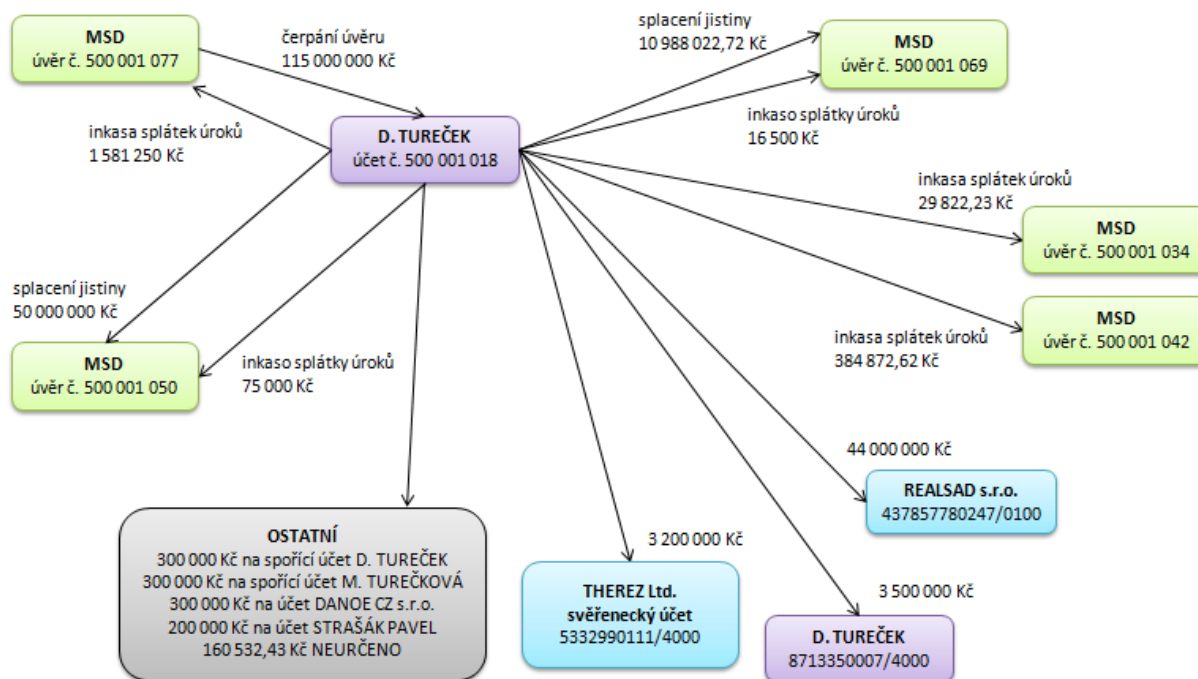 MSD
úvěr č. 500 001 077
čerpání úvěru
115 000 000 Kč
splacení jistiny
10 988 022,72 Kč
MSD
úvěr č. 500 001 069
inkasa splátek úroků
1 581 250 Kč
D. TUREČEK
účet č. 500 001 018
inkaso splátky úroků
16 500 Kč
inkasa splátek úroků
29 822,23 Kč
MSD
úvěr č. 500 001 034
splacení jistiny
50 000 000 Kč
MSD
úvěr č. 500 001 042
inkasa splátek úroků
384 872,62 Kč
MSD
úvěr č. 500 001 050
inkaso splátky úroků
75 000 Kč
44 000 000 Kč
REALSAD s.r.o.
437857780247/0100
OSTATNÍ
300 000 Kč na spořící účet D. TUREČEK
300 000 Kč na spořící účet M. TUREČKOVÁ
300 000 Kč na účet DANOE CZ s.r.o.
200 000 Kč na účet STRAŠÁK PAVEL
160 532,43 Kč NEURČENO
3 200 000 Kč
THEREZ Ltd.
svěřenecký účet
5332990111/4000
3 500 000 Kč
D. TUREČEK
8713350007/4000